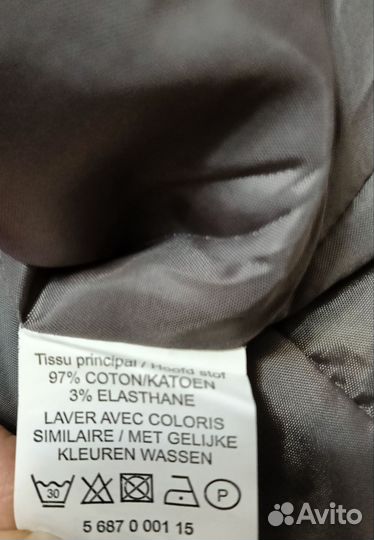 Tissu principal / Hoofd stof
97% COTON/KATOEN
3% ELASTHANE
LAVER AVEC COLORIS
SIMILAIRE / MET GELIJKE
KLEUREN WASSEN
30 P
5 687 0 001 15
Avito